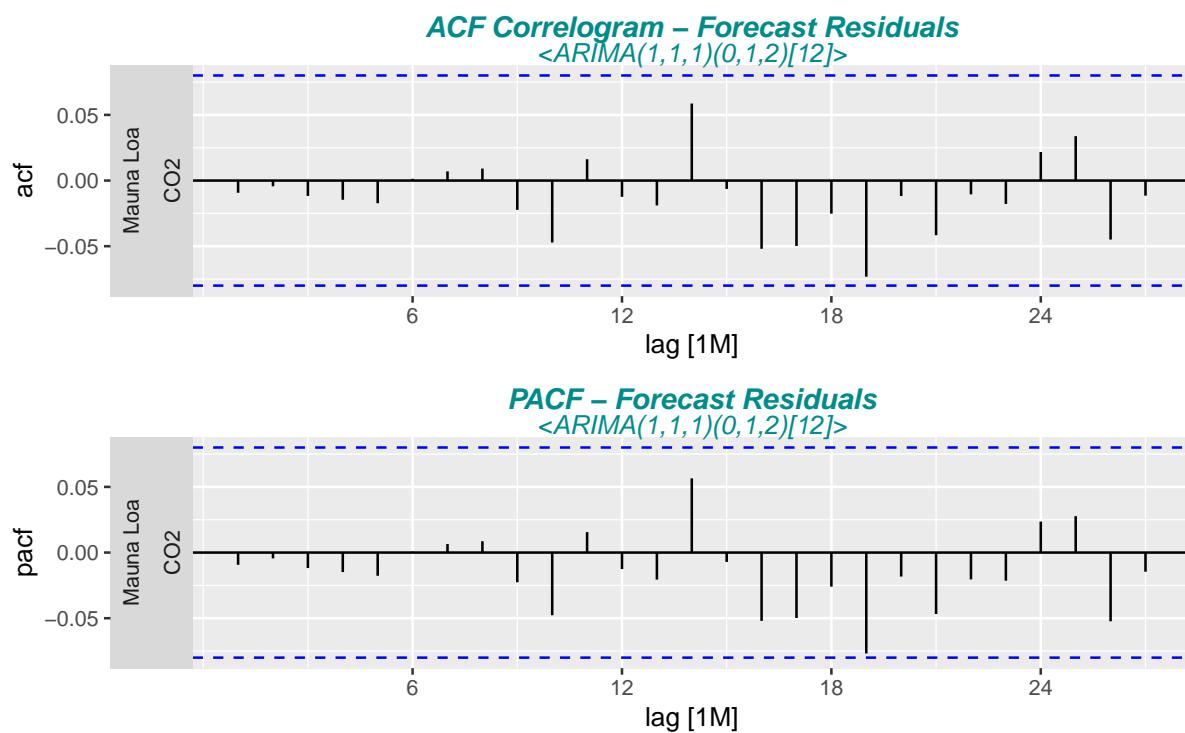 ACF Correlogram – Forecast Residuals
<ARIMA(1,1,1)(0,1,2)[12]>
acf
0.05
0.00
−0.05
Mauna Loa
CO2
6
12
18
24
lag [1M]
PACF – Forecast Residuals
<ARIMA(1,1,1)(0,1,2)[12]>
pacf
0.05
0.00
−0.05
Mauna Loa
CO2
6
12
18
24
lag [1M]